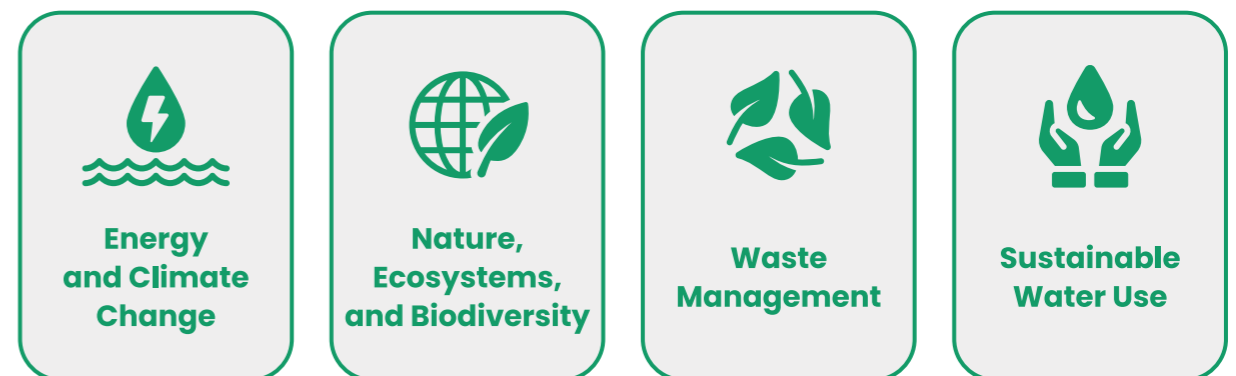 Energy
and Climate
Change
Nature,
Ecosystems,
and Biodiversity
Waste
Management
Sustainable
Water Use